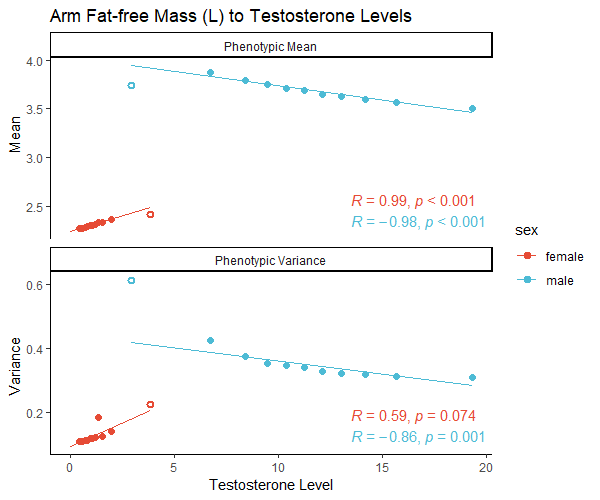 Arm Fat-free Mass (L) to Testosterone Levels
Phenotypic Mean
4.0
3.5
3.0
2.5
Mean
R = 0.99, p < 0.001
R = −0.98, p < 0.001
Phenotypic Variance
0.6
0.4
0.2
Variance
R = 0.59, p = 0.074
R = −0.86, p = 0.001
0 5 10 15 20
Testosterone Level
sex
female
male